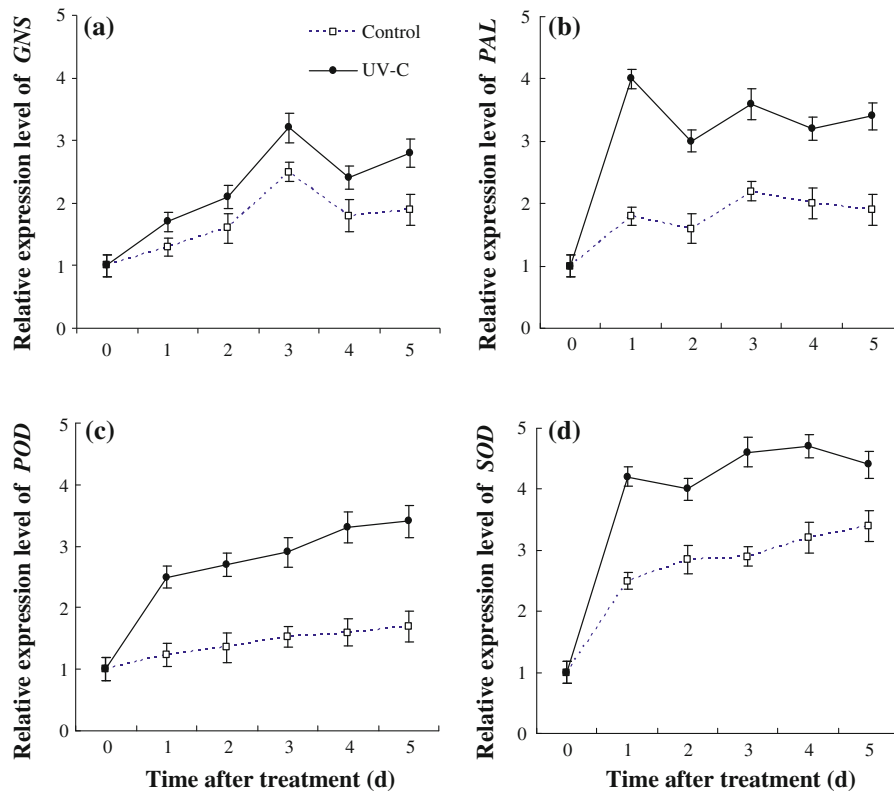 (a)
Control
UV-C
Relative expression level of GNS
5
4
3
2
1
0
0 1 2 3 4 5
(b)
Relative expression level of PAL
5
4
3
2
1
0
0 1 2 3 4 5
(c)
Relative expression level of POD
5
4
3
2
1
0
0 1 2 3 4 5
Time after treatment (d)
(d)
Relative expression level of SOD
5
4
3
2
1
0
0 1 2 3 4 5
Time after treatment (d)